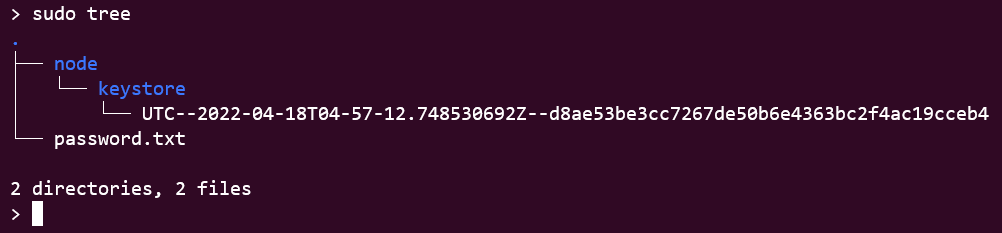 > sudo tree
.
├── node
│   └── keystore
│       └── UTC--2022-04-18T04-57-12.748530692Z--d8ae53be3cc7267de50b6e4363bc2f4ac19cceb4
└── password.txt
2 directories, 2 files
>